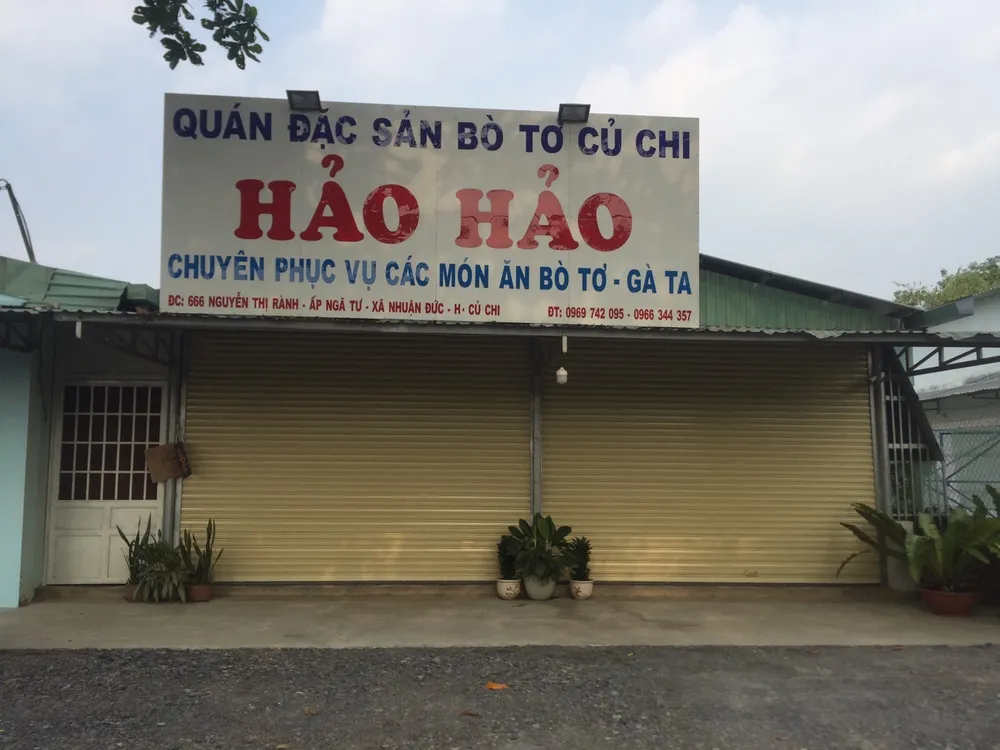 QUÁN ĐẶC SẢN BÒ TƠ CỦ CHI
HẢO HẢO
CHUYÊN PHỤC VỤ CÁC MÓN ĂN BÒ TƠ - GÀ TA
ĐC: 666 NGUYỄN THỊ RÀNH - ẤP NGÃ TƯ - XÃ NHUẬN ĐỨC - H· CỦ CHI ĐT: 0969 742 095 - 0966 344 357